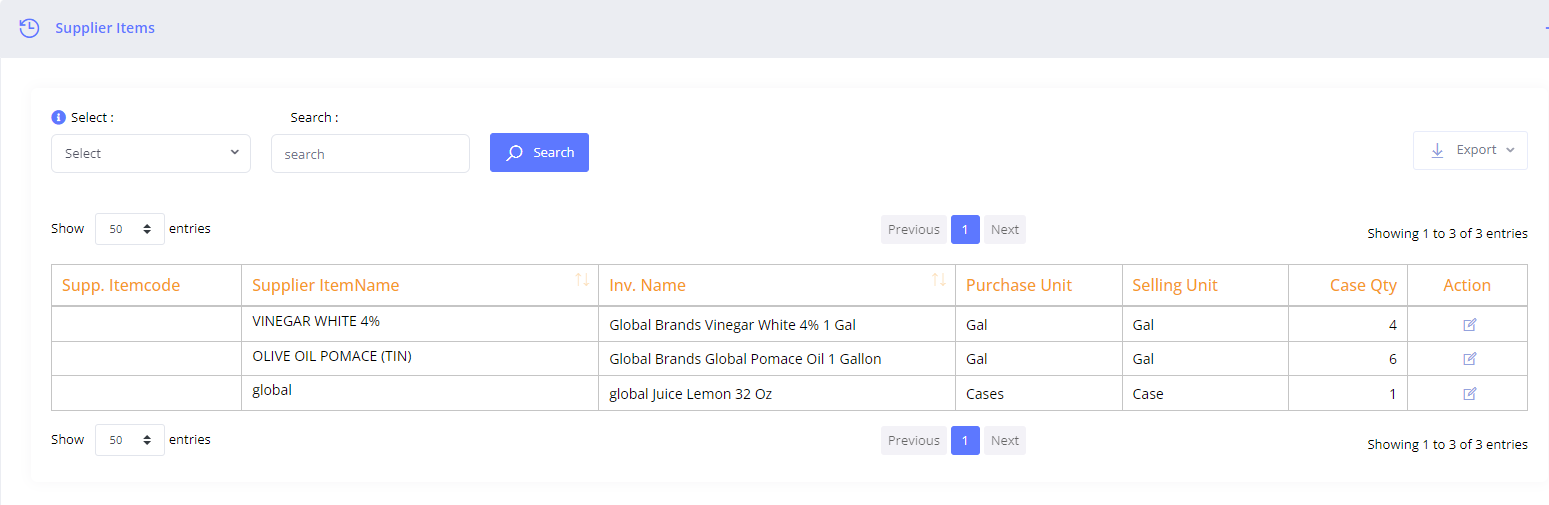 Supplier Items
Select : Search :
Select search Search Export
Show 50 entries Previous 1 Next Showing 1 to 3 of 3 entries
Supp. Itemcode Supplier ItemName Inv. Name Purchase Unit Selling Unit Case Qty Action
VINEGAR WHITE 4% Global Brands Vinegar White 4% 1 Gal Gal Gal 4
OLIVE OIL POMACE (TIN) Global Brands Global Pomace Oil 1 Gallon Gal Gal 6
global global Juice Lemon 32 Oz Cases Case 1
Show 50 entries Previous 1 Next Showing 1 to 3 of 3 entries